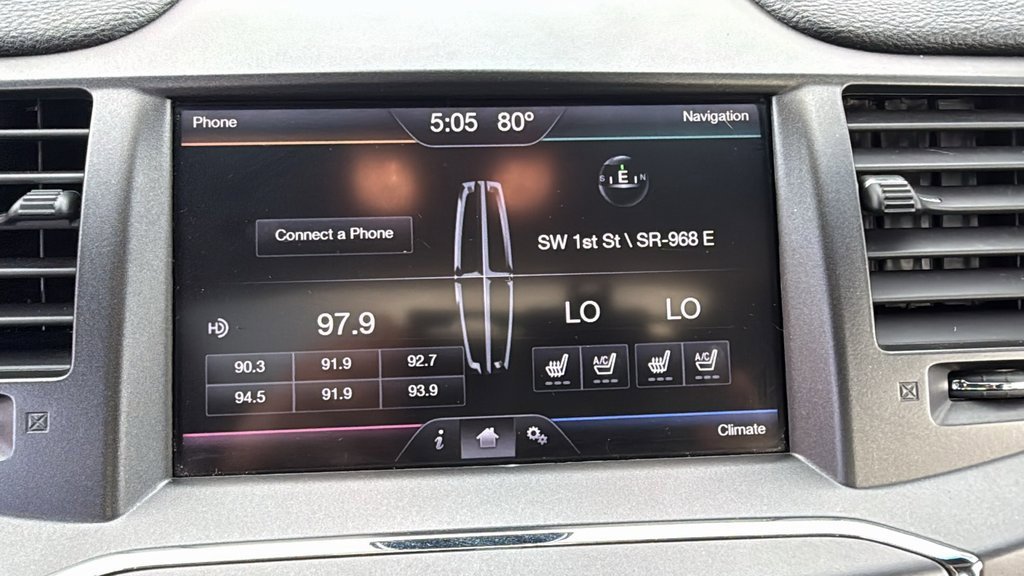 Phone
5:05 80°
Navigation
S E N
Connect a Phone
SW 1st St \ SR-968 E
HD
97.9
LO LO
90.3 91.9 92.7
94.5 91.9 93.9
A/C A/C
i
Climate